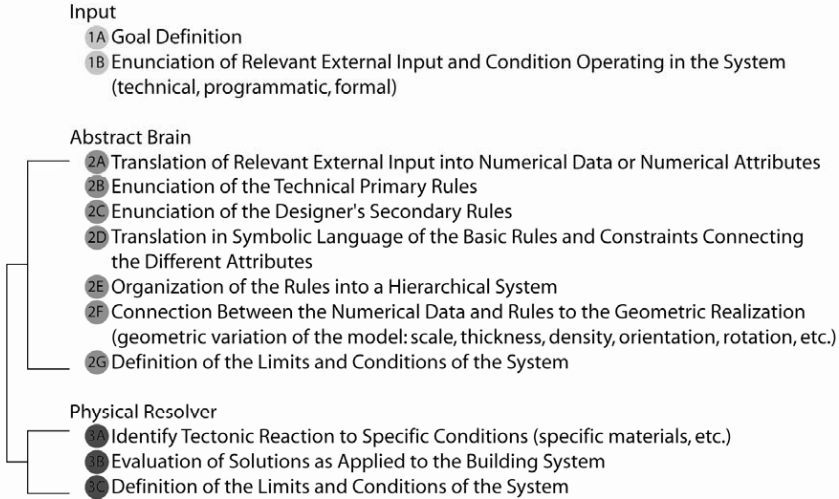 Input
1A Goal Definition
1B Enunciation of Relevant External Input and Condition Operating in the System
(technical, programmatic, formal)
Abstract Brain
2A Translation of Relevant External Input into Numerical Data or Numerical Attributes
2B Enunciation of the Technical Primary Rules
2C Enunciation of the Designer's Secondary Rules
2D Translation in Symbolic Language of the Basic Rules and Constraints Connecting
the Different Attributes
2E Organization of the Rules into a Hierarchical System
2F Connection Between the Numerical Data and Rules to the Geometric Realization
(geometric variation of the model: scale, thickness, density, orientation, rotation, etc.)
2G Definition of the Limits and Conditions of the System
Physical Resolver
3A Identify Tectonic Reaction to Specific Conditions (specific materials, etc.)
3B Evaluation of Solutions as Applied to the Building System
3C Definition of the Limits and Conditions of the System